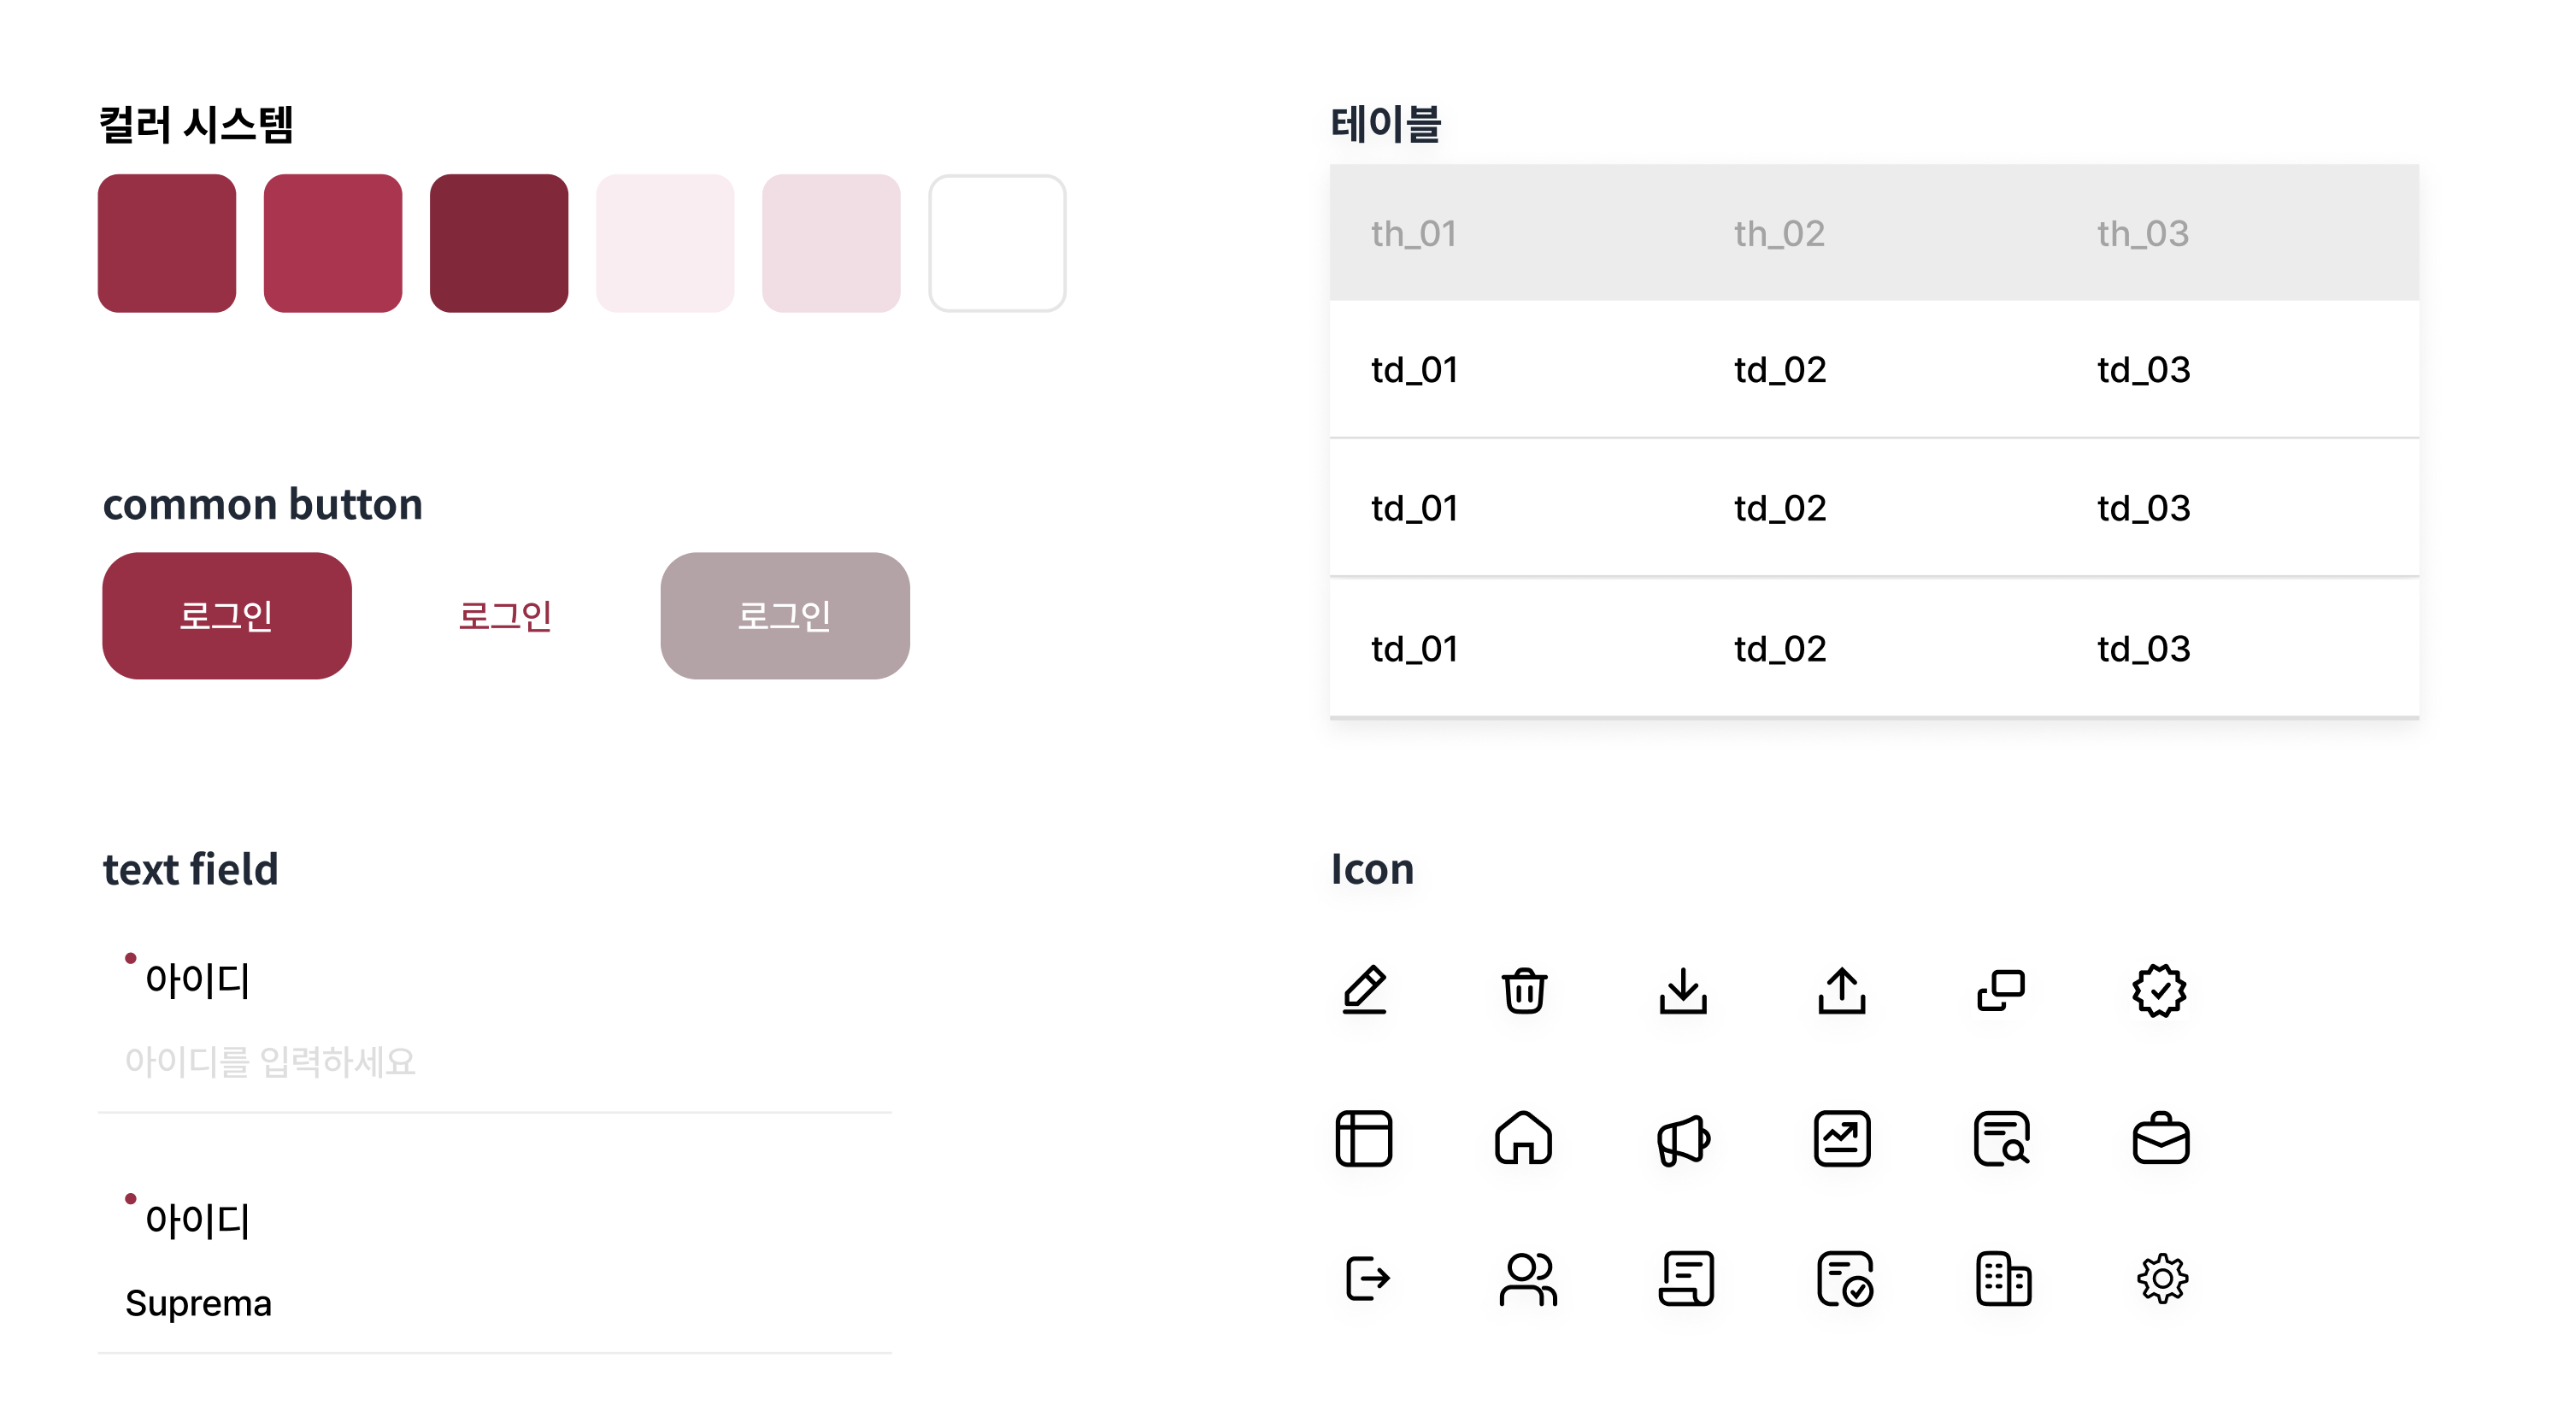 컬러 시스템
common button
로그인 로그인 로그인
text field
아이디
아이디를 입력하세요
아이디
Suprema
테이블
th_01 th_02 th_03
td_01 td_02 td_03
td_01 td_02 td_03
td_01 td_02 td_03
Icon